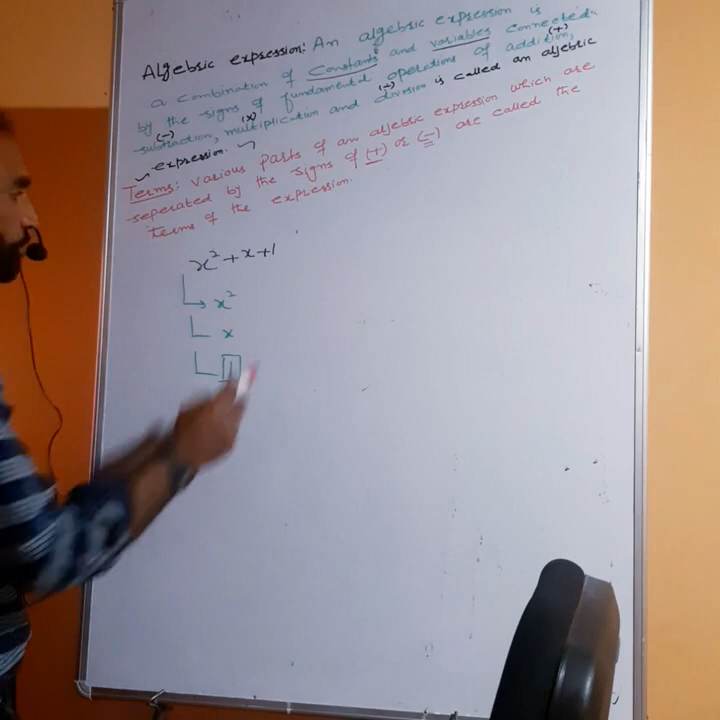 Algebric expression: An algebric expression is
a combination of Constants and variables connected
by the signs of fundamental operations of addition, (+)
(-) (x) (÷)
subtraction, multiplication and division is called an algebric
expression.
Terms: various parts of an algebric expression which are
seperated by the signs of (+) or (-) are called the
terms of the expression.
x² + x + 1
x²
x
1